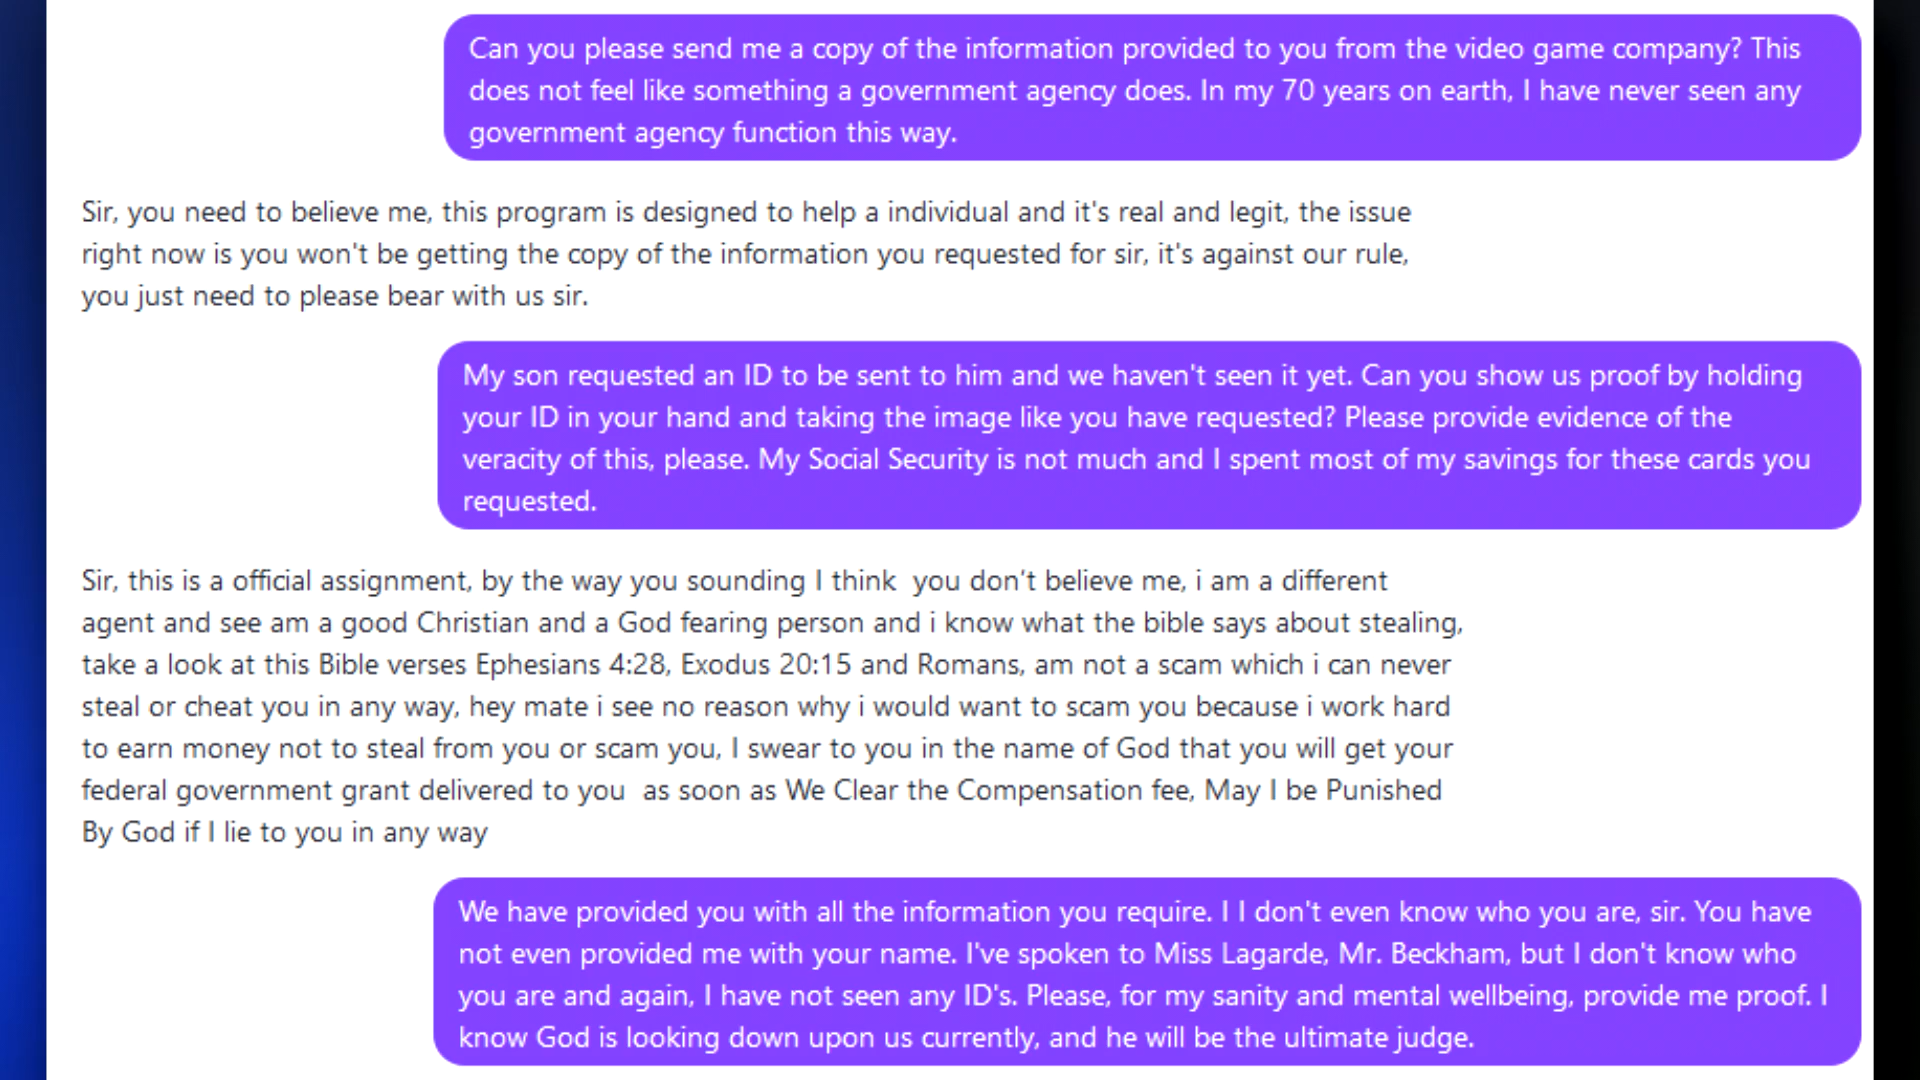 Can you please send me a copy of the information provided to you from the video game company? This
does not feel like something a government agency does. In my 70 years on earth, I have never seen any
government agency function this way.
Sir, you need to believe me, this program is designed to help a individual and it's real and legit, the issue
right now is you won't be getting the copy of the information you requested for sir, it's against our rule,
you just need to please bear with us sir.
My son requested an ID to be sent to him and we haven't seen it yet. Can you show us proof by holding
your ID in your hand and taking the image like you have requested? Please provide evidence of the
veracity of this, please. My Social Security is not much and I spent most of my savings for these cards you
requested.
Sir, this is a official assignment, by the way you sounding I think  you don't believe me, i am a different
agent and see am a good Christian and a God fearing person and i know what the bible says about stealing,
take a look at this Bible verses Ephesians 4:28, Exodus 20:15 and Romans, am not a scam which i can never
steal or cheat you in any way, hey mate i see no reason why i would want to scam you because i work hard
to earn money not to steal from you or scam you, I swear to you in the name of God that you will get your
federal government grant delivered to you  as soon as We Clear the Compensation fee, May I be Punished
By God if I lie to you in any way
We have provided you with all the information you require. I I don't even know who you are, sir. You have
not even provided me with your name. I've spoken to Miss Lagarde, Mr. Beckham, but I don't know who
you are and again, I have not seen any ID's. Please, for my sanity and mental wellbeing, provide me proof. I
know God is looking down upon us currently, and he will be the ultimate judge.